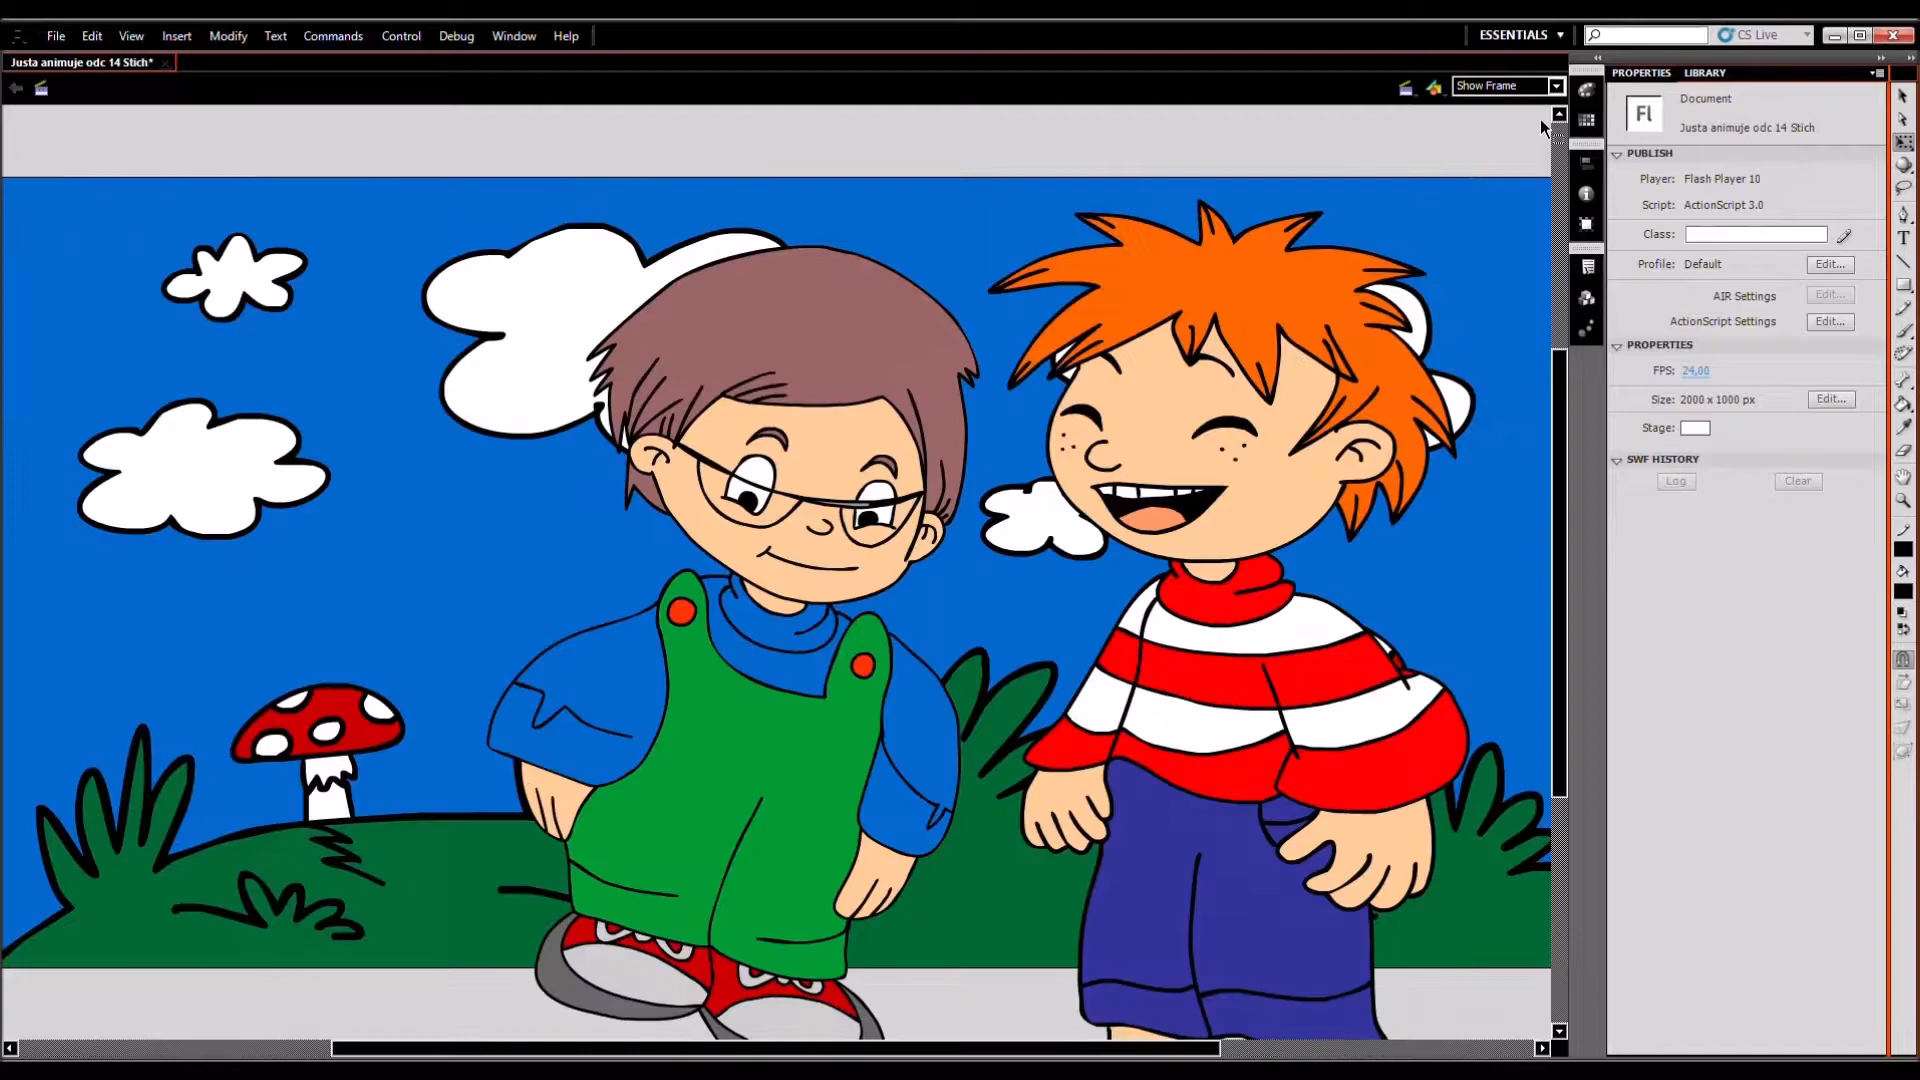 File Edit View Insert Modify Text Commands Control Debug Window Help
ESSENTIALS
CS Live
Justa animuje odc 14 Stich*
Show Frame
PROPERTIES LIBRARY
Fl
Document
Justa animuje odc 14 Stich
PUBLISH
Player: Flash Player 10
Script: ActionScript 3.0
Class:
Profile: Default Edit...
AIR Settings Edit...
ActionScript Settings Edit...
PROPERTIES
FPS: 24,00
Size: 2000 x 1000 px Edit...
Stage:
SWF HISTORY
Log Clear
T